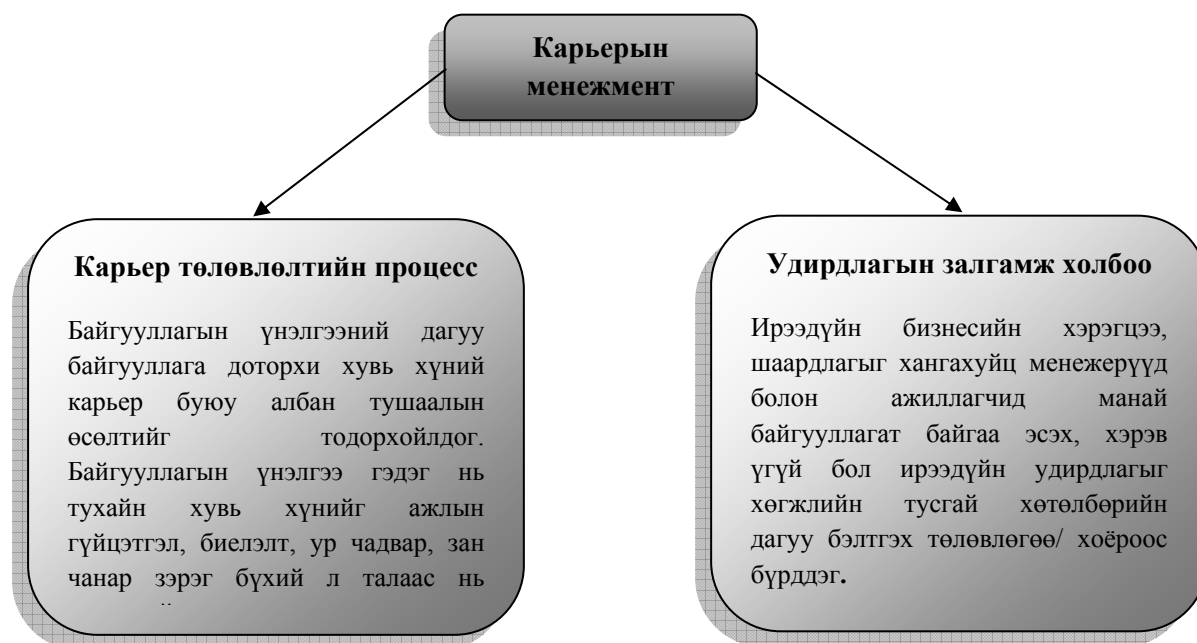 Карьерын
менежмент
Карьер төлөвлөлтийн процесс
Байгууллагын үнэлгээний дагуу
байгууллага доторхи хувь хүний
карьер буюу албан тушаалын
өсөлтийг тодорхойлдог.
Байгууллагын үнэлгээ гэдэг нь
тухайн хувь хүнийг ажлын
гүйцэтгэл, биелэлт, ур чадвар, зан
чанар зэрэг бүхий л талаас нь
Удирдлагын залгамж холбоо
Ирээдүйн бизнесийн хэрэгцээ,
шаардлагыг хангахуйц менежерүүд
болон ажиллагчид манай
байгууллагат байгаа эсэх, хэрэв
үгүй бол ирээдүйн удирдлагыг
хөгжлийн тусгай хөтөлбөрийн
дагуу бэлтгэх төлөвлөгөө/ хоёроос
бүрддэг.